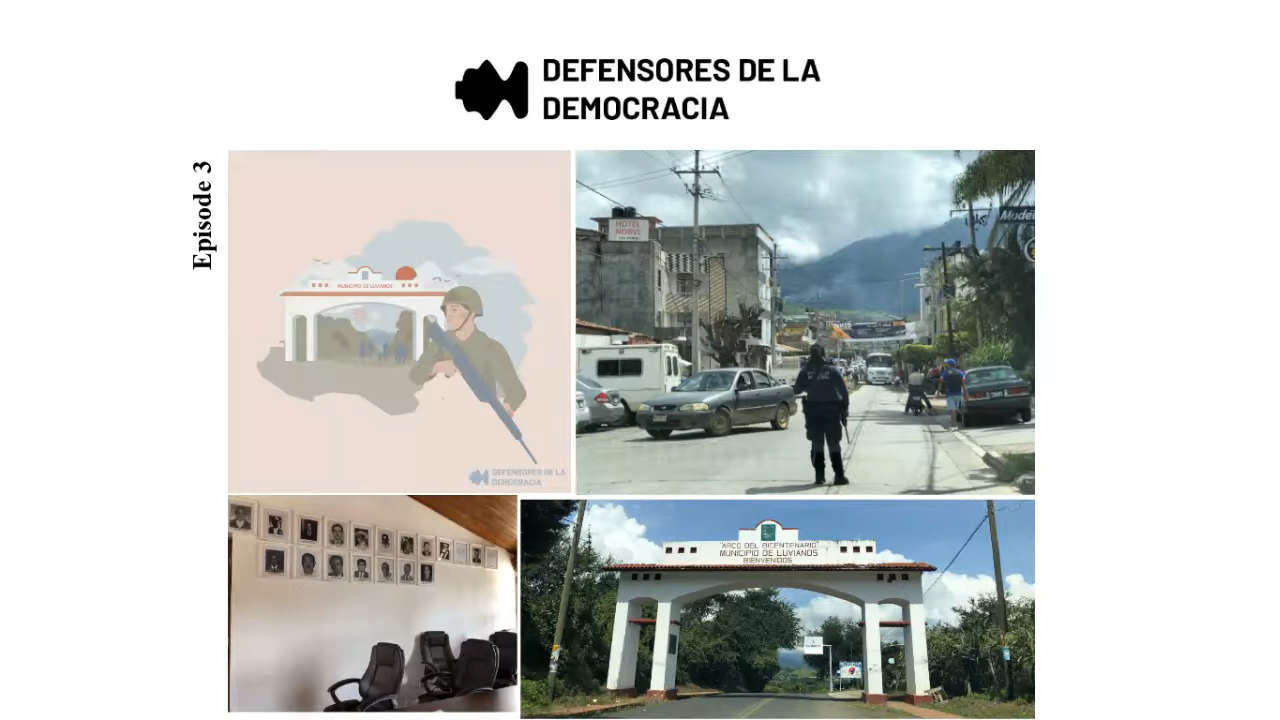 DEFENSORES DE LA
DEMOCRACIA
Episode 3
MUNICIPIO DE LUVIANOS
DEFENSORES DE LA
DEMOCRACIA
HOTEL
NORVI
"ARCO DEL BICENTENARIO"
MUNICIPIO DE LUVIANOS
BIENVENIDOS